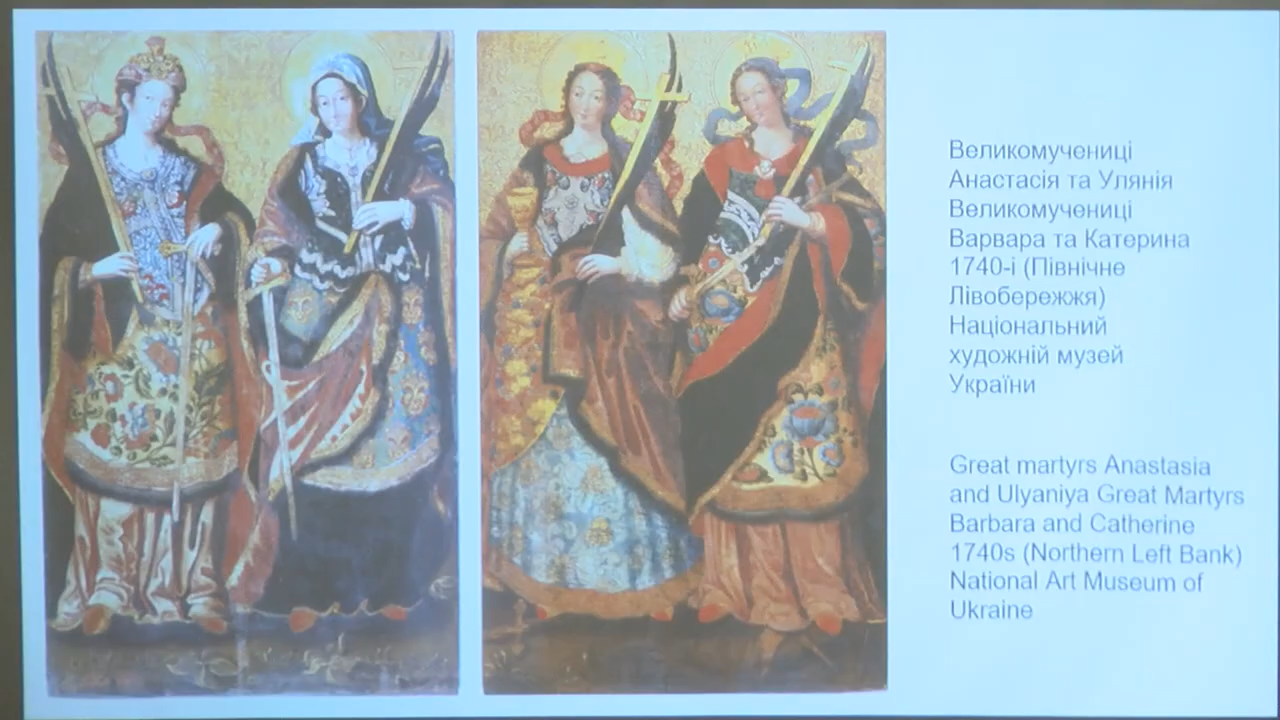 Великомучениці
Анастасія та Улянія
Великомучениці
Варвара та Катерина
1740-і (Північне
Лівобережжя)
Національний
художній музей
України
Great martyrs Anastasia
and Ulyaniya Great Martyrs
Barbara and Catherine
1740s (Northern Left Bank)
National Art Museum of
Ukraine